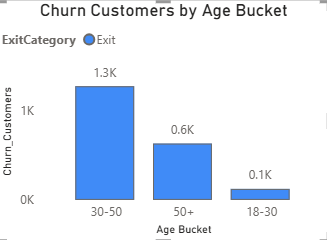 Churn Customers by Age Bucket
ExitCategory Exit
1.3K
1K
0.6K
0.1K
0K
Churn_Customers
30-50 50+ 18-30
Age Bucket